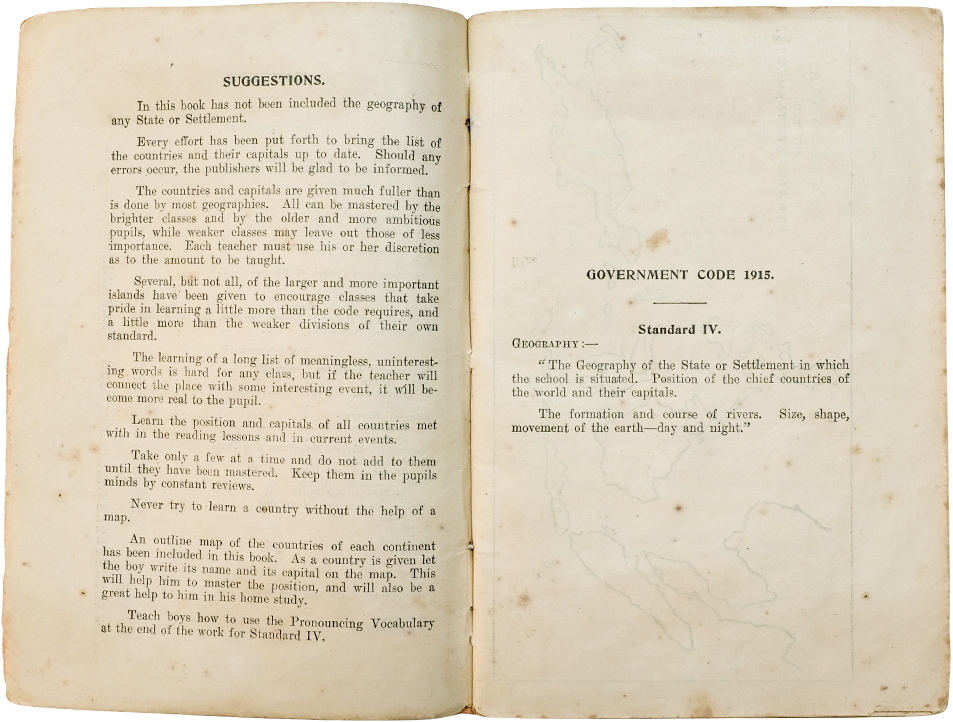 SUGGESTIONS.
In this book has not been included the geography of
any State or Settlement.
Every effort has been put forth to bring the list of
the countries and their capitals up to date. Should any
errors occur, the publishers will be glad to be informed.
The countries and capitals are given much fuller than
is done by most geographies. All can be mastered by the
brighter classes and by the older and more ambitious
pupils, while weaker classes may leave out those of less
importance. Each teacher must use his or her discretion
as to the amount to be taught.
Several, but not all, of the larger and more important
islands have been given to encourage classes that take
pride in learning a little more than the code requires, and
a little more than the weaker divisions of their own
standard.
The learning of a long list of meaningless, uninterest-
ing words is hard for any class, but if the teacher will
connect the place with some interesting event, it will be-
come more real to the pupil.
Learn the position and capitals of all countries met
with in the reading lessons and in current events.
Take only a few at a time and do not add to them
until they have been mastered. Keep them in the pupils
minds by constant reviews.
Never try to learn a country without the help of a
map.
An outline map of the countries of each continent
has been included in this book. As a country is given let
the boy write its name and its capital on the map. This
will help him to master the position, and will also be a
great help to him in his home study.
Teach boys how to use the Pronouncing Vocabulary
at the end of the work for Standard IV.
GOVERNMENT CODE 1915.
Standard IV.
GEOGRAPHY:—
"The Geography of the State or Settlement in which
the school is situated. Position of the chief countries of
the world and their capitals.
The formation and course of rivers. Size, shape,
movement of the earth—day and night."